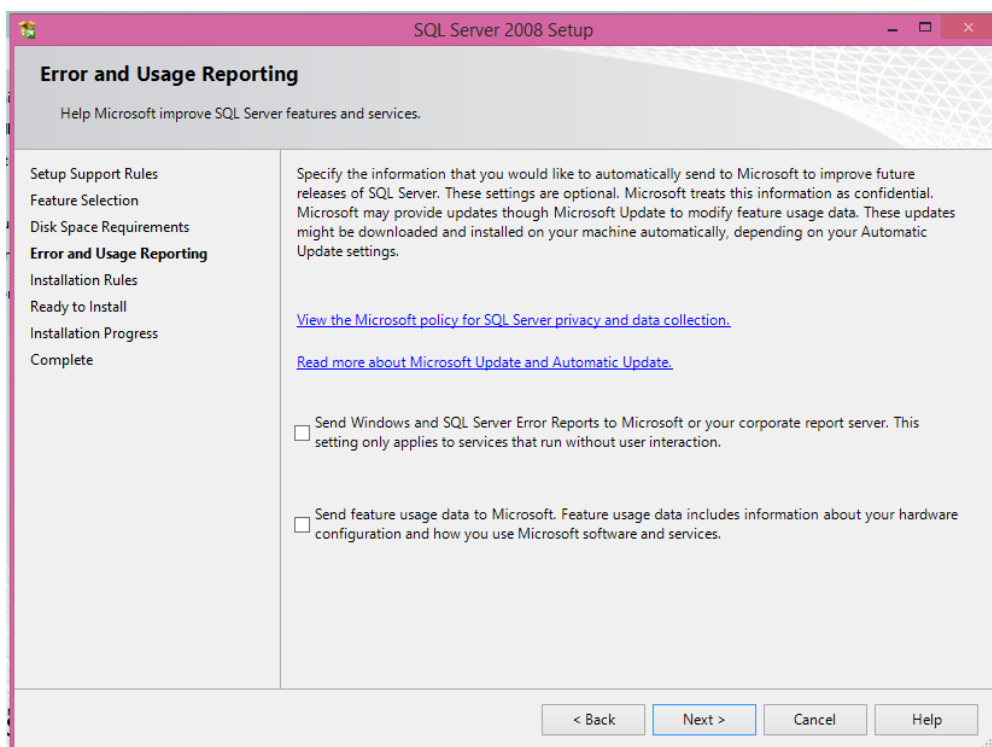 SQL Server 2008 Setup
Error and Usage Reporting
Help Microsoft improve SQL Server features and services.
Setup Support Rules
Feature Selection
Disk Space Requirements
Error and Usage Reporting
Installation Rules
Ready to Install
Installation Progress
Complete
Specify the information that you would like to automatically send to Microsoft to improve future
releases of SQL Server. These settings are optional. Microsoft treats this information as confidential.
Microsoft may provide updates though Microsoft Update to modify feature usage data. These updates
might be downloaded and installed on your machine automatically, depending on your Automatic
Update settings.
View the Microsoft policy for SQL Server privacy and data collection.
Read more about Microsoft Update and Automatic Update.
Send Windows and SQL Server Error Reports to Microsoft or your corporate report server. This
setting only applies to services that run without user interaction.
Send feature usage data to Microsoft. Feature usage data includes information about your hardware
configuration and how you use Microsoft software and services.
< Back Next > Cancel Help